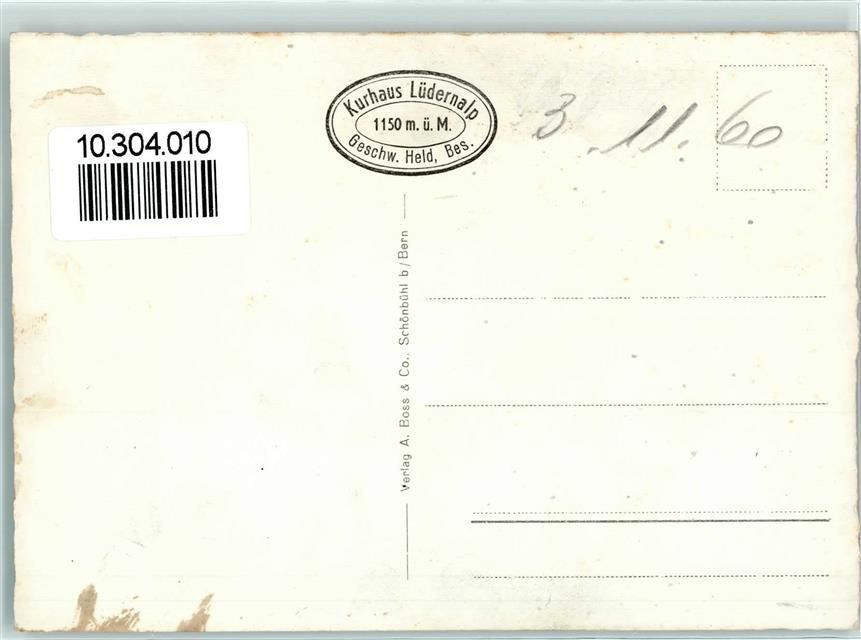 10.304.010
Kurhaus Lüdernalp
1150 m. ü. M.
Geschw. Held, Bes.
3.11.60
Verlag A. Boss & Co., Schönbühl b/Bern